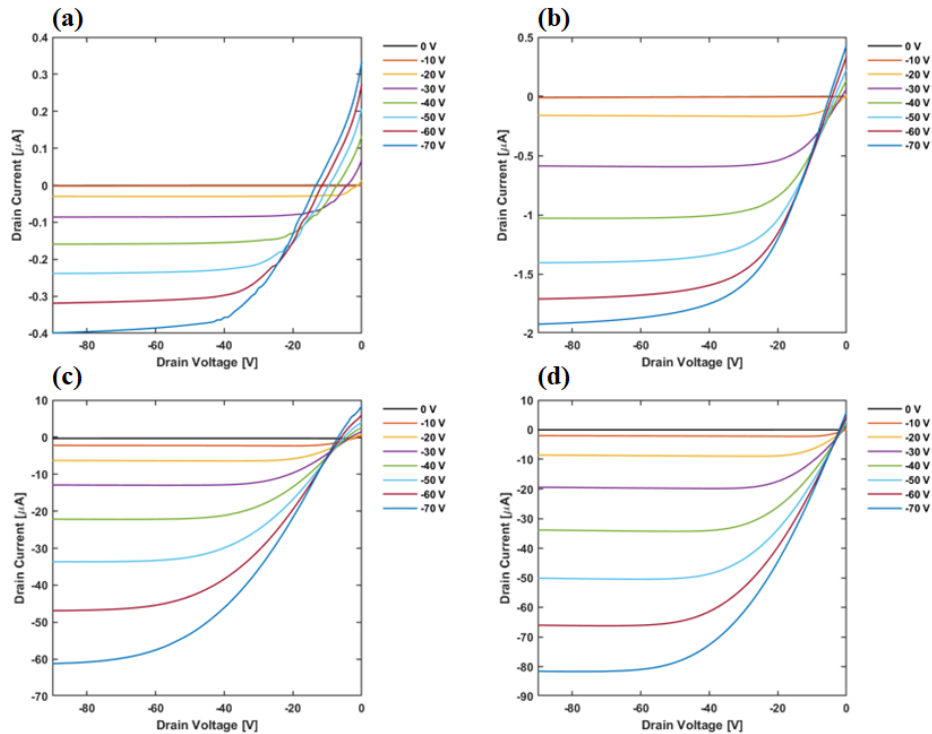 (a)
0.4
0.3
0.2
0.1
0
-0.1
-0.2
-0.3
-0.4
Drain Current [μA]
-80 -60 -40 -20 0
Drain Voltage [V]
0 V
-10 V
-20 V
-30 V
-40 V
-50 V
-60 V
-70 V
(b)
0.5
0
-0.5
-1
-1.5
-2
Drain Current [μA]
-80 -60 -40 -20 0
Drain Voltage [V]
0 V
-10 V
-20 V
-30 V
-40 V
-50 V
-60 V
-70 V
(c)
10
0
-10
-20
-30
-40
-50
-60
-70
Drain Current [μA]
-80 -60 -40 -20 0
Drain Voltage [V]
0 V
-10 V
-20 V
-30 V
-40 V
-50 V
-60 V
-70 V
(d)
10
0
-10
-20
-30
-40
-50
-60
-70
-80
-90
Drain Current [μA]
-80 -60 -40 -20 0
Drain Voltage [V]
0 V
-10 V
-20 V
-30 V
-40 V
-50 V
-60 V
-70 V